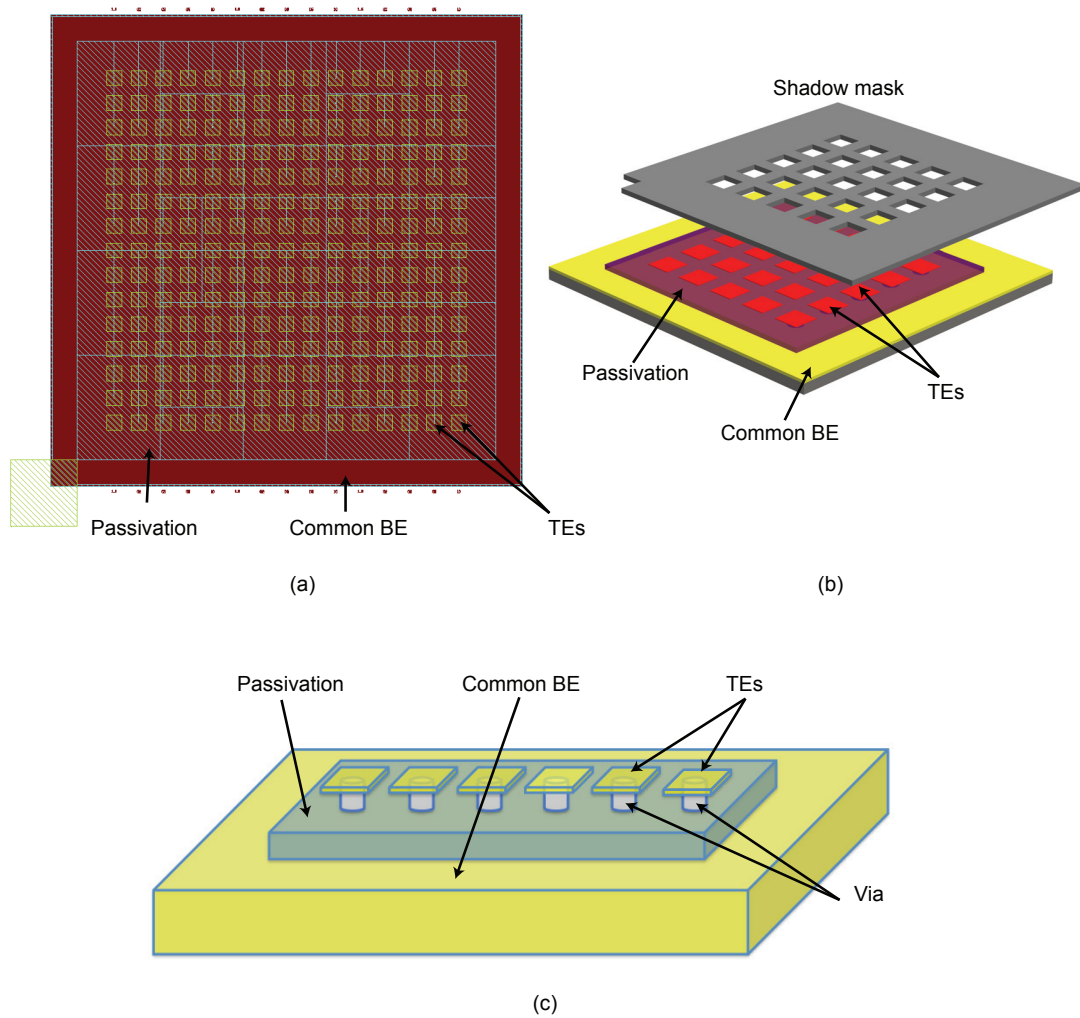 Shadow mask
Passivation
TEs
Common BE
Passivation
Common BE
TEs
(a)
(b)
Passivation
Common BE
TEs
Via
(c)